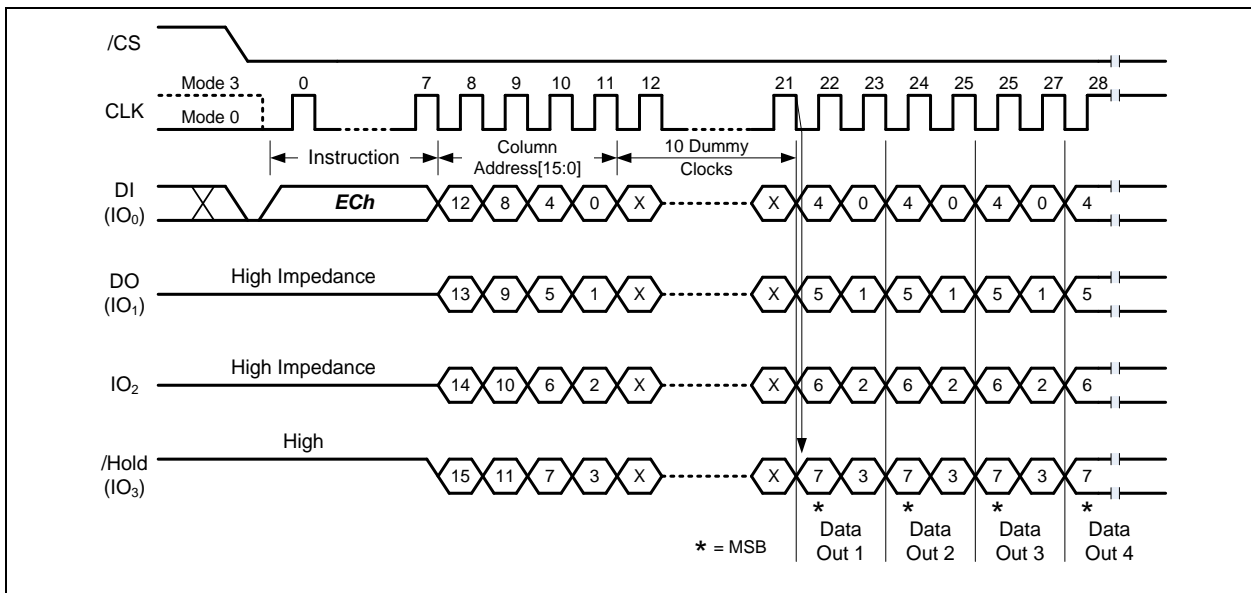 /CS
Mode 3 0 7 8 9 10 11 12 21 22 23 24 25 25 27 28
CLK
Mode 0
Instruction
Column
Address[15:0]
10 Dummy
Clocks
DI
(IO0)
ECh 12 8 4 0 X X 4 0 4 0 4 0 4
High Impedance
DO
(IO1)
13 9 5 1 X X 5 1 5 1 5 1 5
High Impedance
IO2
14 10 6 2 X X 6 2 6 2 6 2 6
High
/Hold
(IO3)
15 11 7 3 X X 7 3 7 3 7 3 7
* * * *
* = MSB
Data
Out 1
Data
Out 2
Data
Out 3
Data
Out 4